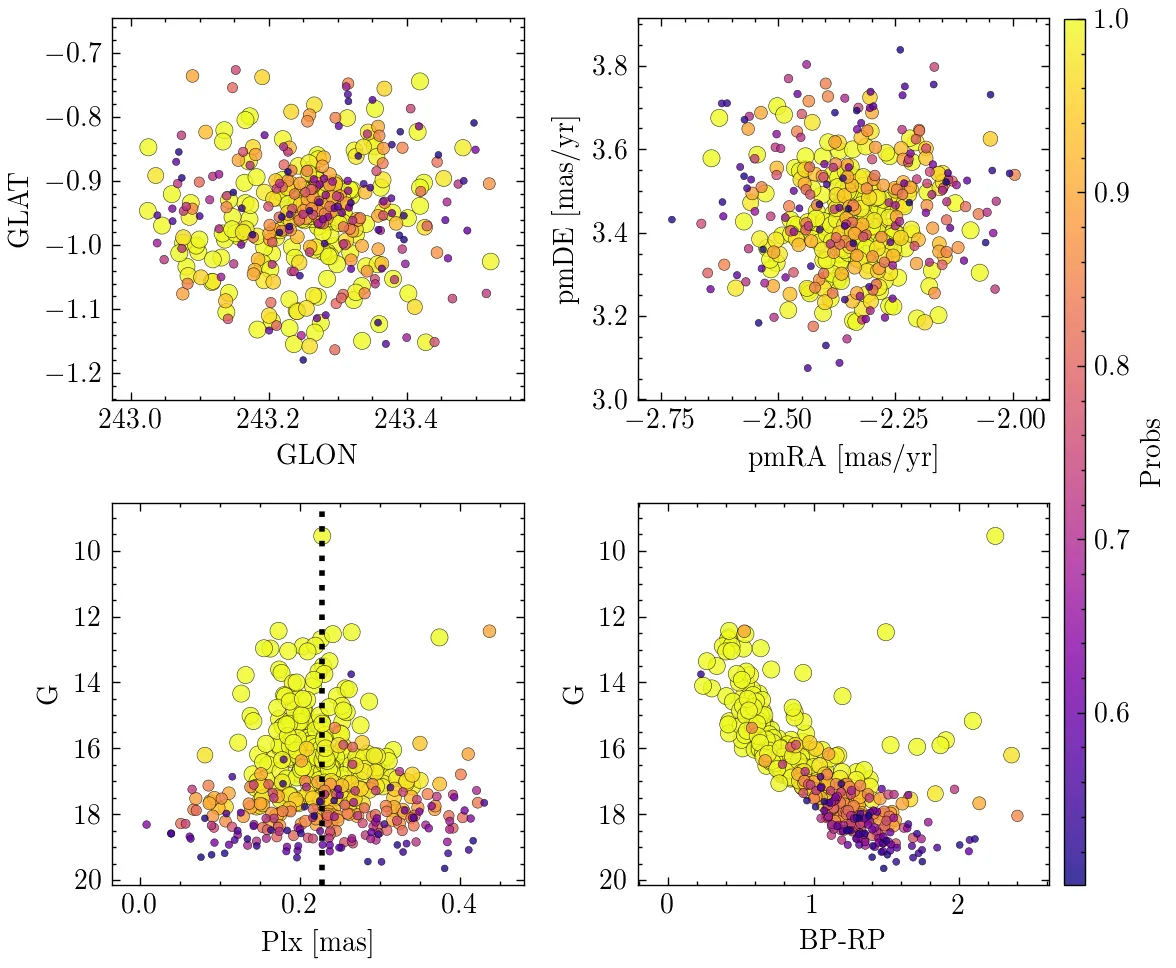 −0.7
−0.8
−0.9
−1.0
−1.1
−1.2
GLAT
243.0 243.2 243.4
GLON
3.8
3.6
3.4
3.2
3.0
pmDE [mas/yr]
−2.75 −2.50 −2.25 −2.00
pmRA [mas/yr]
1.0
0.9
0.8
0.7
0.6
Probs
10
12
14
16
18
20
G
0.0 0.2 0.4
Plx [mas]
10
12
14
16
18
20
G
0 1 2
BP-RP